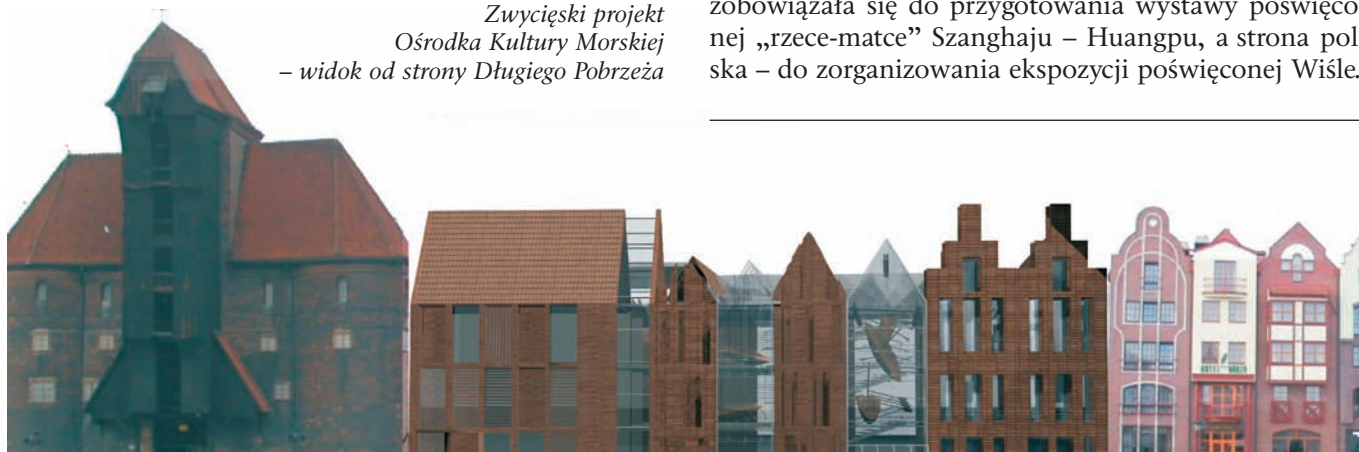 Zwycięski projekt
Ośrodka Kultury Morskiej
– widok od strony Długiego Pobrzeża
zobowiązała się do przygotowania wystawy poświęco
nej „rzece-matce” Szanghaju – Huangpu, a strona pol
ska – do zorganizowania ekspozycji poświęconej Wiśle.